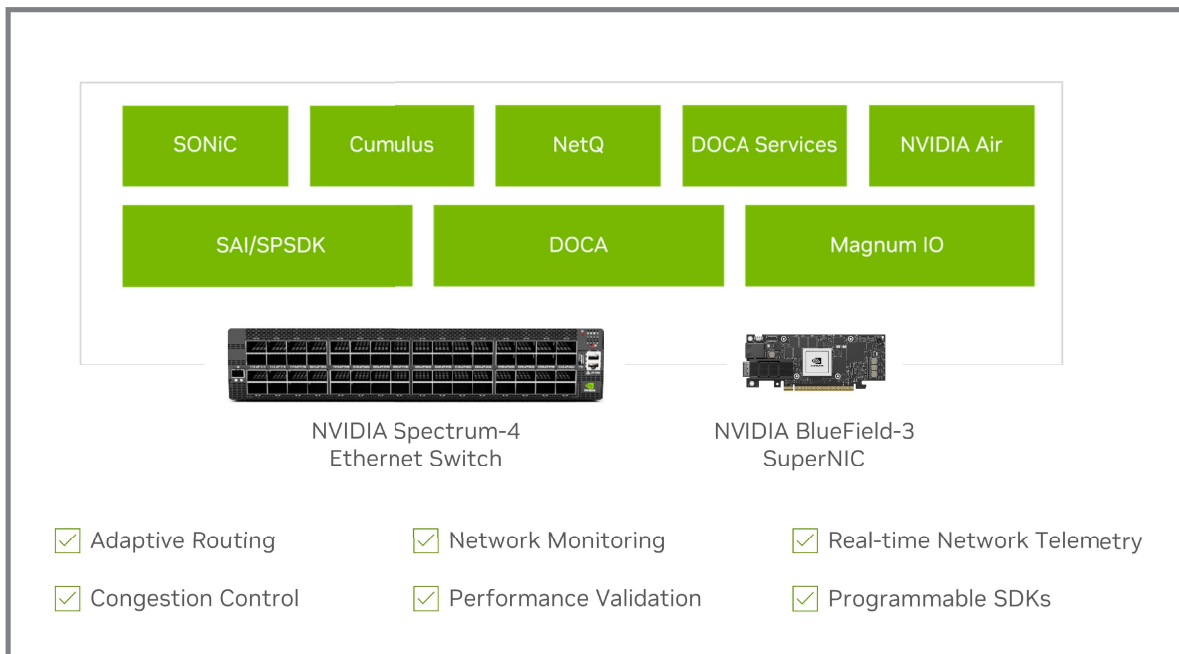 SONiC
Cumulus
NetQ
DOCA Services
NVIDIA Air
SAI/SPSDK
DOCA
Magnum IO
NVIDIA Spectrum-4
Ethernet Switch
NVIDIA BlueField-3
SuperNIC
Adaptive Routing
Network Monitoring
Real-time Network Telemetry
Congestion Control
Performance Validation
Programmable SDKs